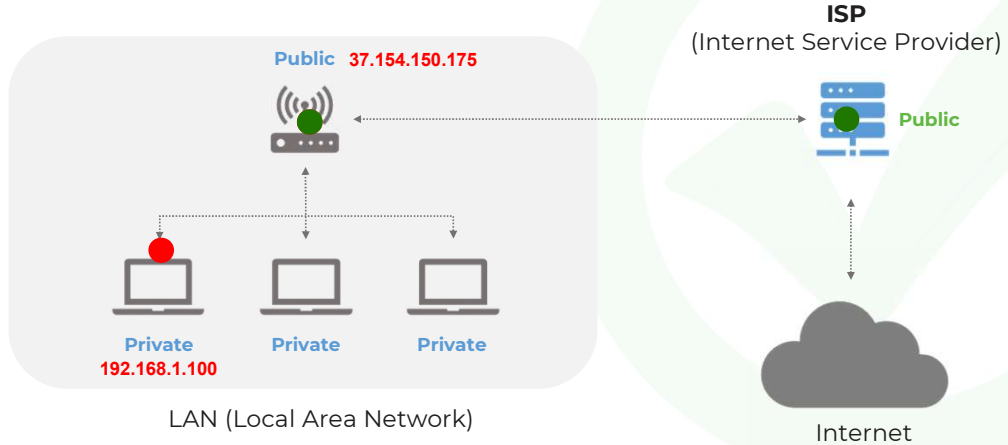 ISP
(Internet Service Provider)
Public 37.154.150.175
Public
Private
192.168.1.100
Private
Private
LAN (Local Area Network)
Internet